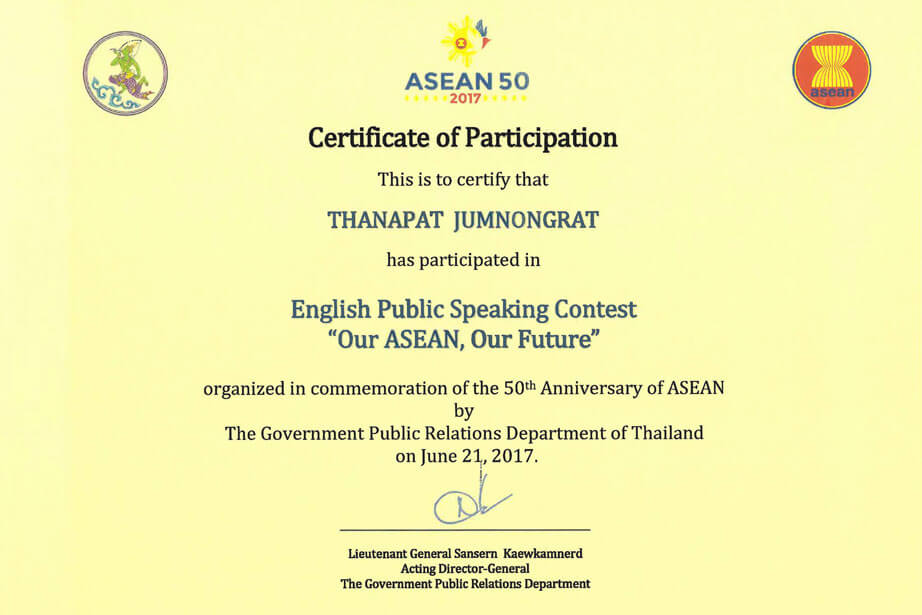 ASEAN 50
2017
asean
Certificate of Participation
This is to certify that
THANAPAT JUMNONGRAT
has participated in
English Public Speaking Contest
“Our ASEAN, Our Future”
organized in commemoration of the 50th Anniversary of ASEAN
by
The Government Public Relations Department of Thailand
on June 21, 2017.
Lieutenant General Sansern Kaewkamnerd
Acting Director-General
The Government Public Relations Department